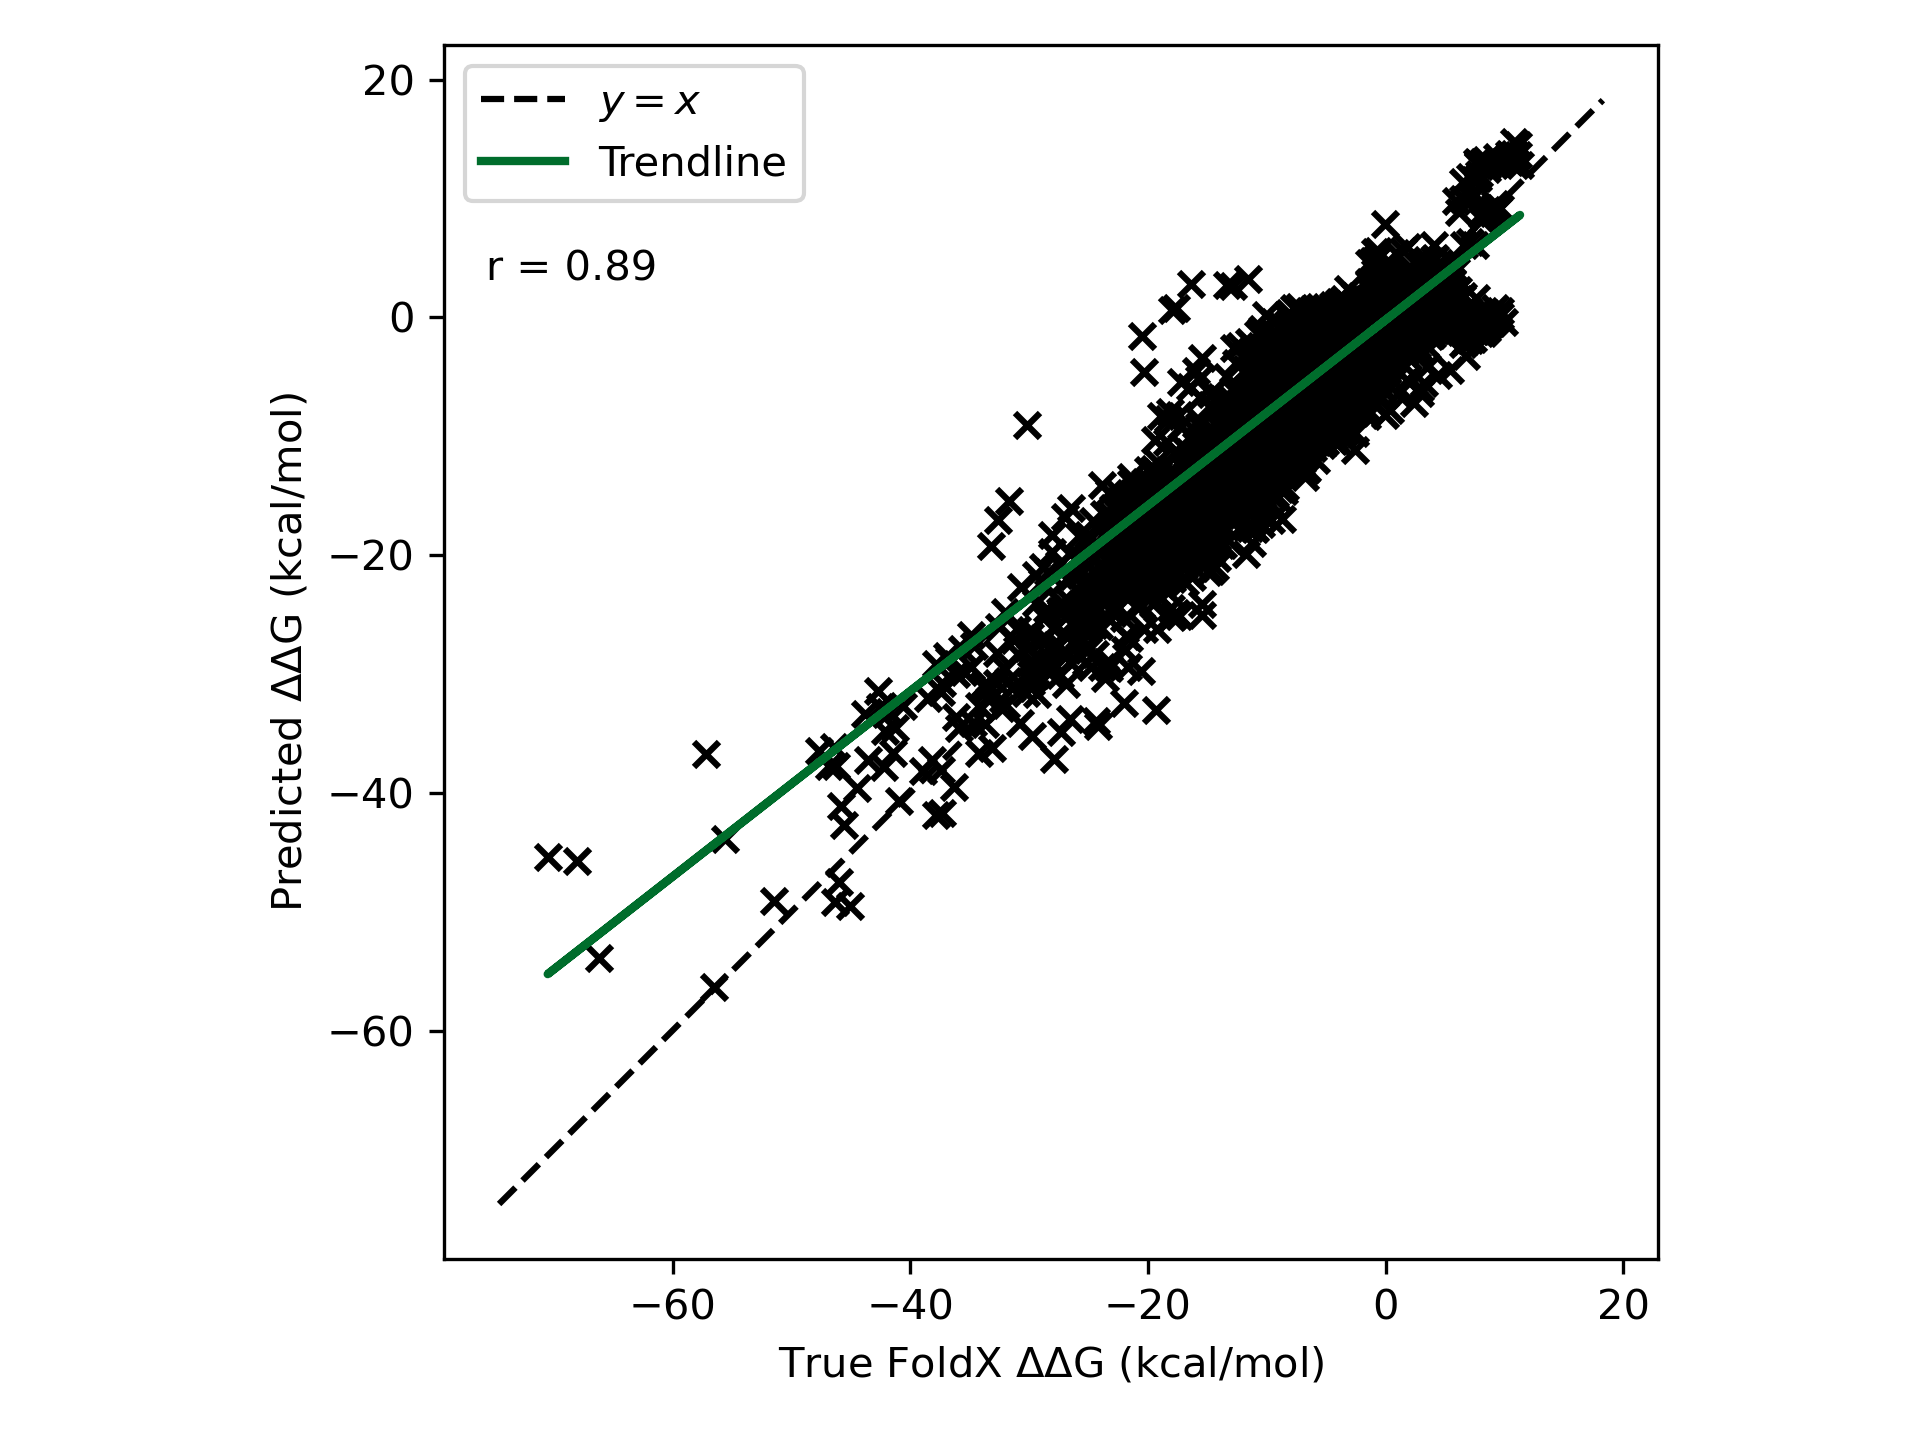 y = x
Trendline
r = 0.89
20
0
−20
−40
−60
Predicted ΔΔG (kcal/mol)
−60 −40 −20 0 20
True FoldX ΔΔG (kcal/mol)